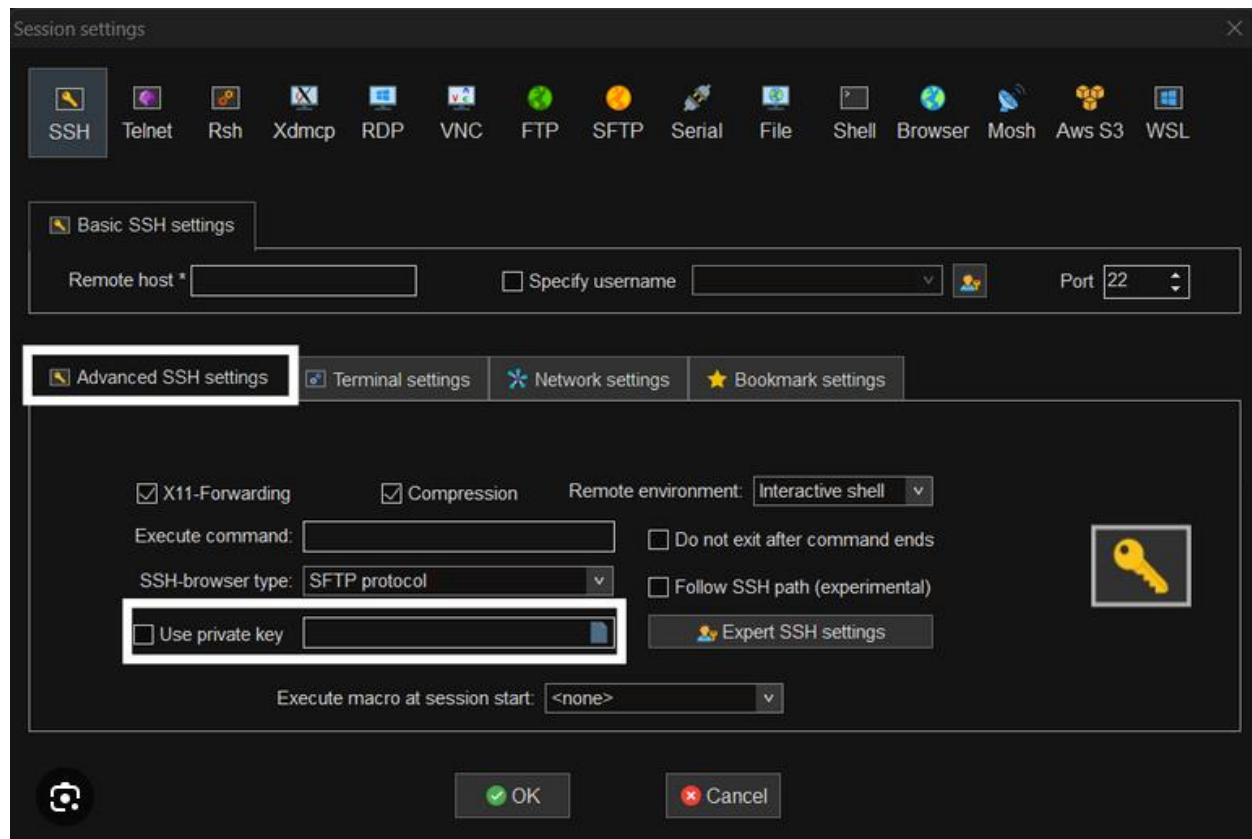 Session settings
SSH Telnet Rsh Xdmcp RDP VNC FTP SFTP Serial File Shell Browser Mosh Aws S3 WSL
Basic SSH settings
Remote host * Specify username Port 22
Advanced SSH settings Terminal settings Network settings Bookmark settings
X11-Forwarding Compression Remote environment: Interactive shell
Execute command: Do not exit after command ends
SSH-browser type: SFTP protocol Follow SSH path (experimental)
Use private key Expert SSH settings
Execute macro at session start: <none>
OK Cancel